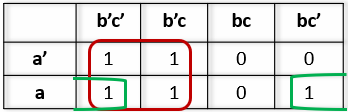 b’c’ b’c bc bc’
a’ 1 1 0 0
a 1 1 0 1